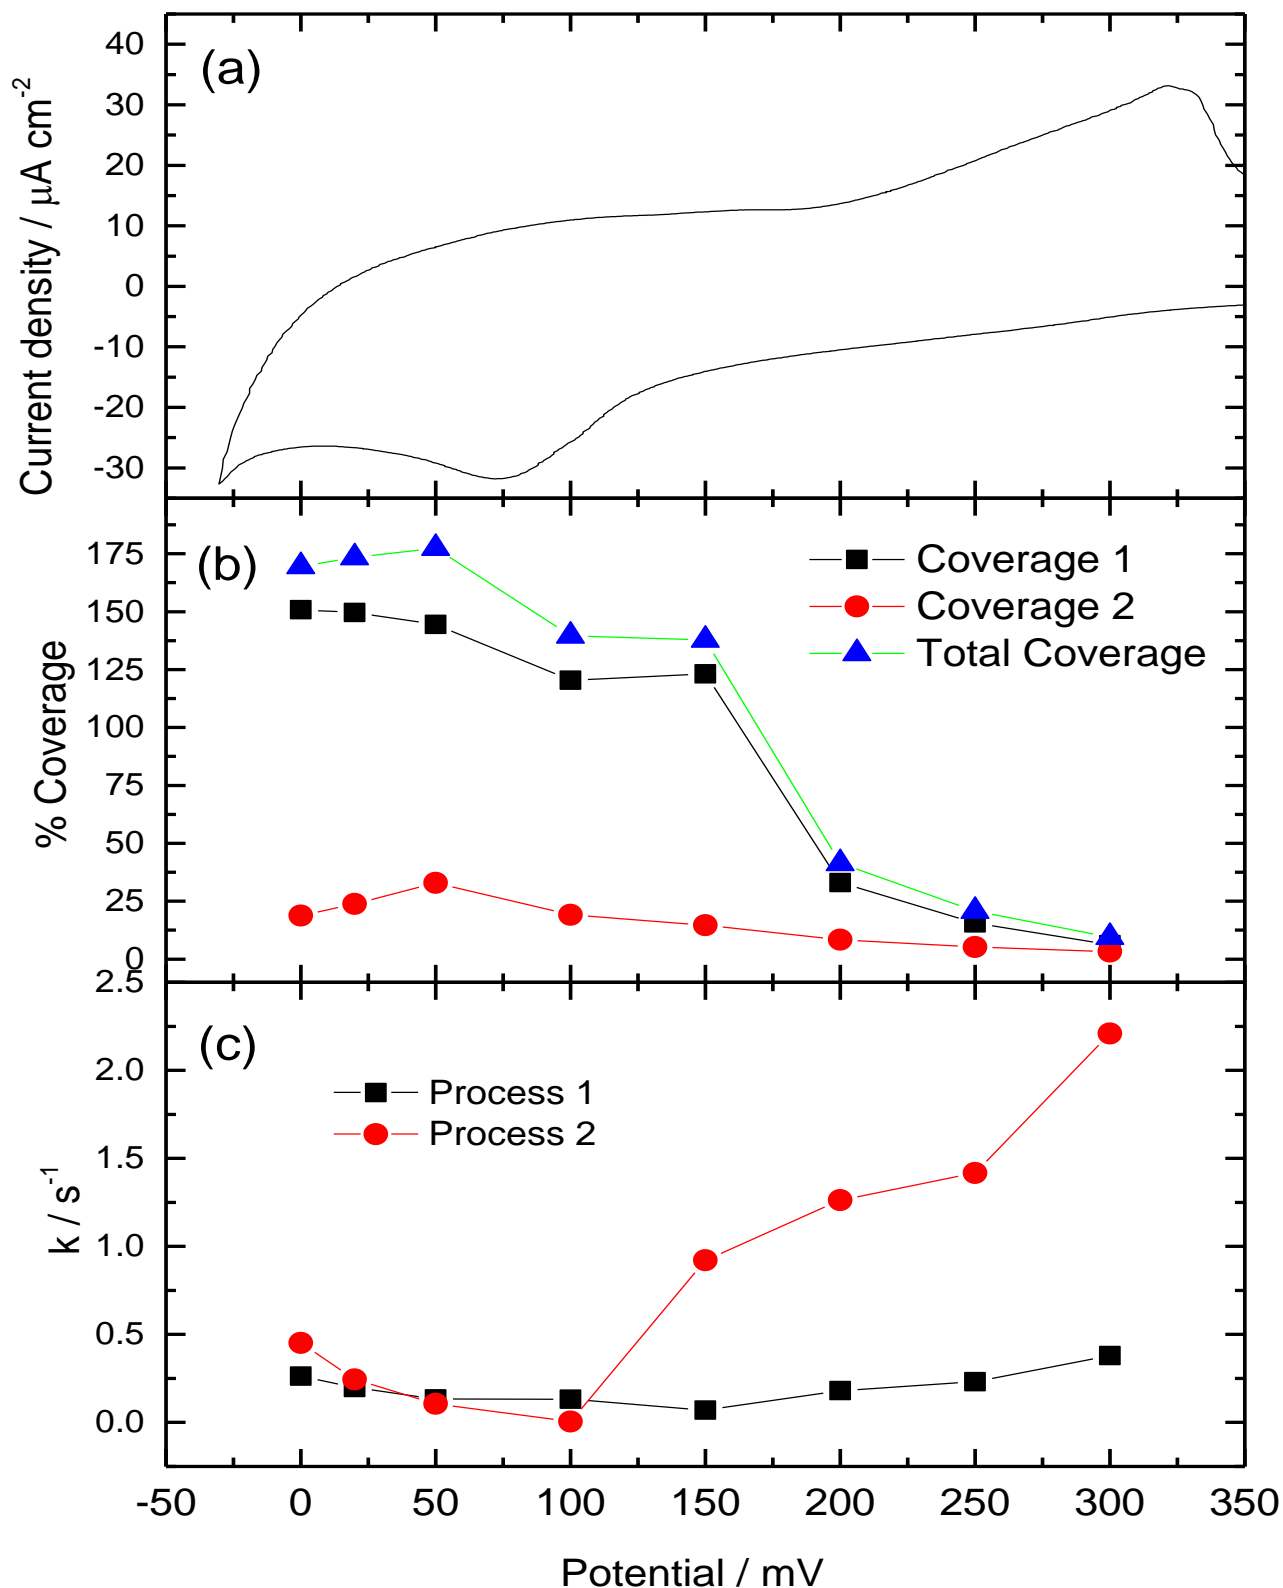 (a)
40
30
20
10
0
-10
-20
-30
Current density / μA cm-2
(b)
175
150
125
100
75
50
25
0
% Coverage
Coverage 1
Coverage 2
Total Coverage
(c)
2.5
2.0
1.5
1.0
0.5
0.0
k / s-1
Process 1
Process 2
-50 0 50 100 150 200 250 300 350
Potential / mV